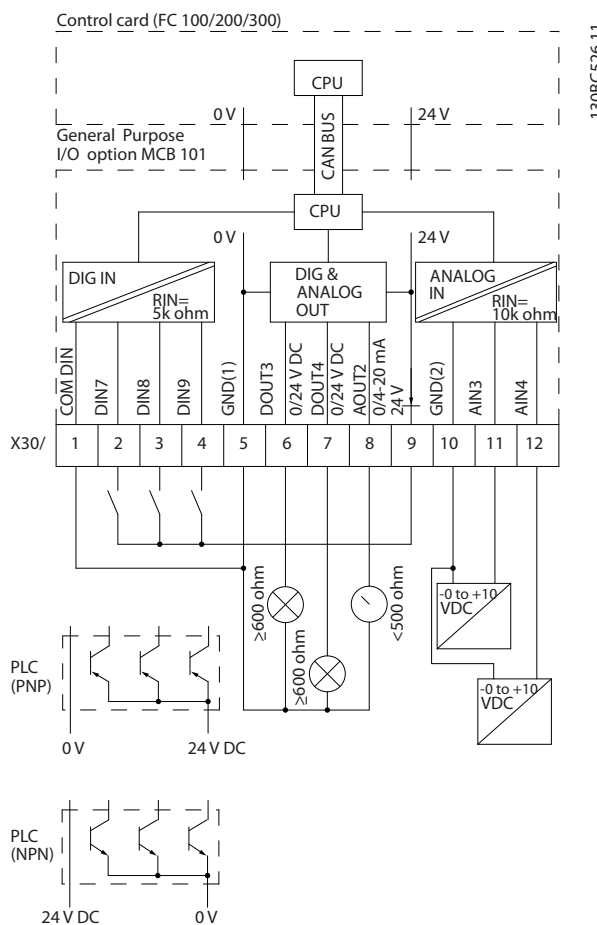 Control card (FC 100/200/300)
130BC526.11
CPU
0 V
24 V
CAN BUS
General Purpose
I/O option MCB 101
CPU
0 V
24 V
DIG IN
RIN=
5k ohm
DIG &
ANALOG
OUT
ANALOG
IN
RIN=
10k ohm
COM DIN
DIN7
DIN8
DIN9
GND(1)
DOUT3
0/24 V DC
DOUT4
0/24 V DC
AOUT2
0/4-20 mA
24 V
GND(2)
AIN3
AIN4
X30/ 1 2 3 4 5 6 7 8 9 10 11 12
≥600 ohm
≥600 ohm
<500 ohm
-0 to +10
VDC
-0 to +10
VDC
PLC
(PNP)
0 V
24 V DC
PLC
(NPN)
24 V DC
0 V